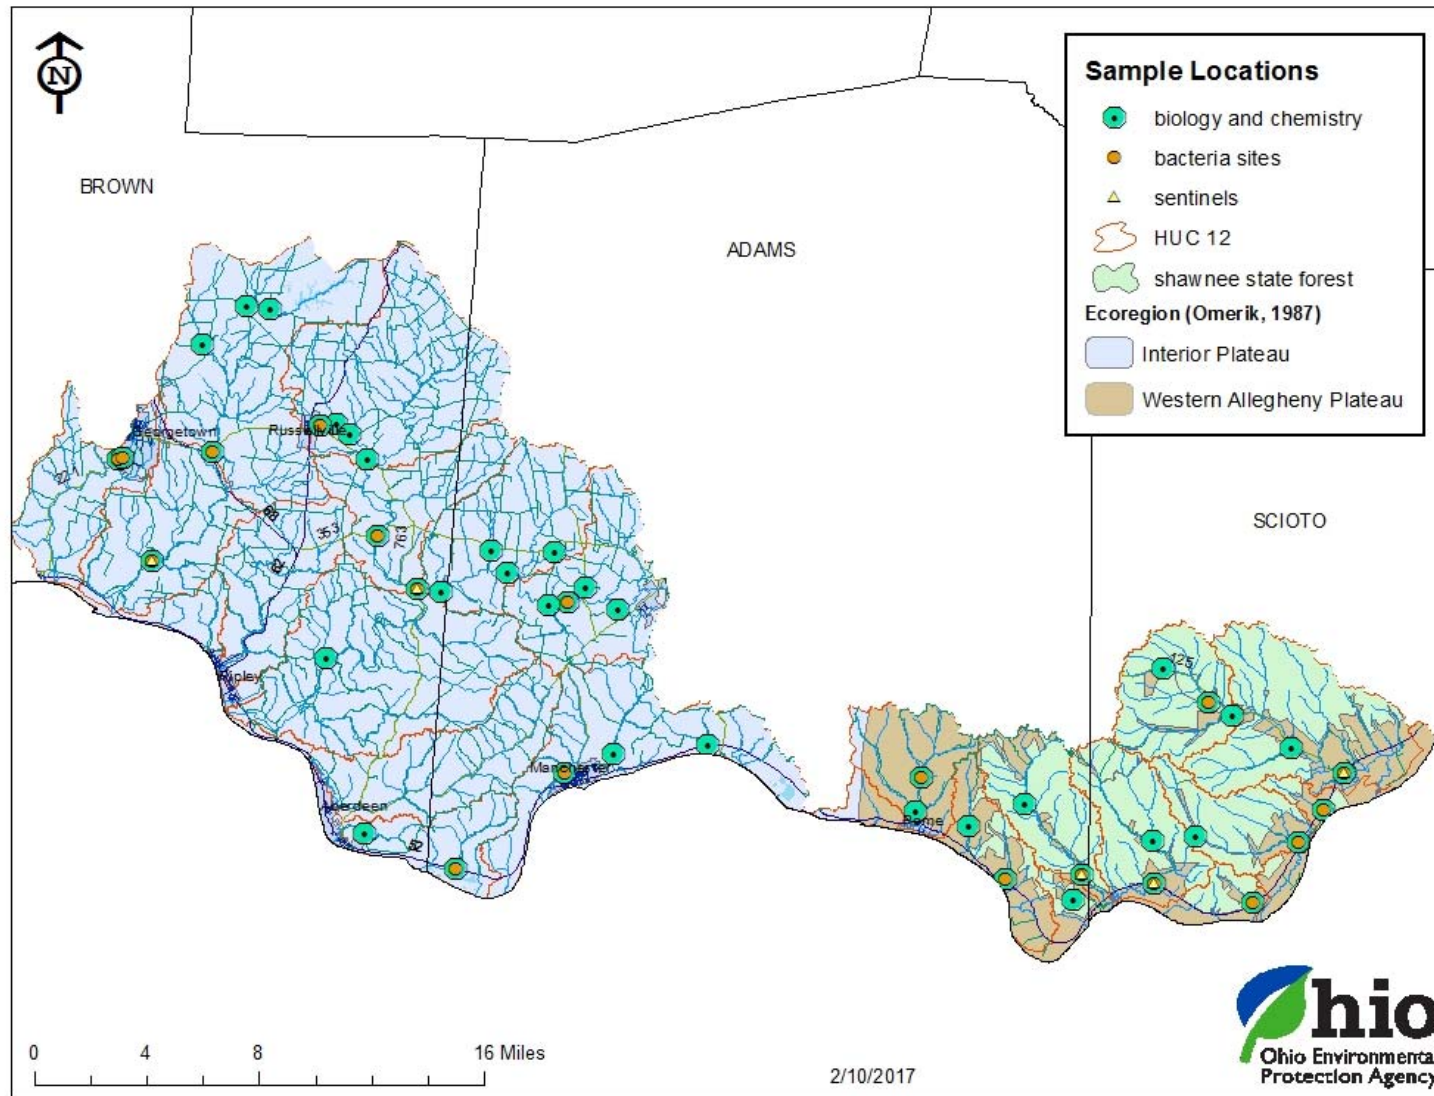 N
Sample Locations
biology and chemistry
bacteria sites
sentinels
HUC 12
shawnee state forest
Ecoregion (Omerik, 1987)
Interior Plateau
Western Allegheny Plateau
BROWN
ADAMS
SCIOTO
Georgetown
Russellville
221
68
353
763
62
125
Ripley
Manchester
Rome
Aberdeen
52
0 4 8 16 Miles
2/10/2017
Ohio
Ohio Environmenta
Protection Agency